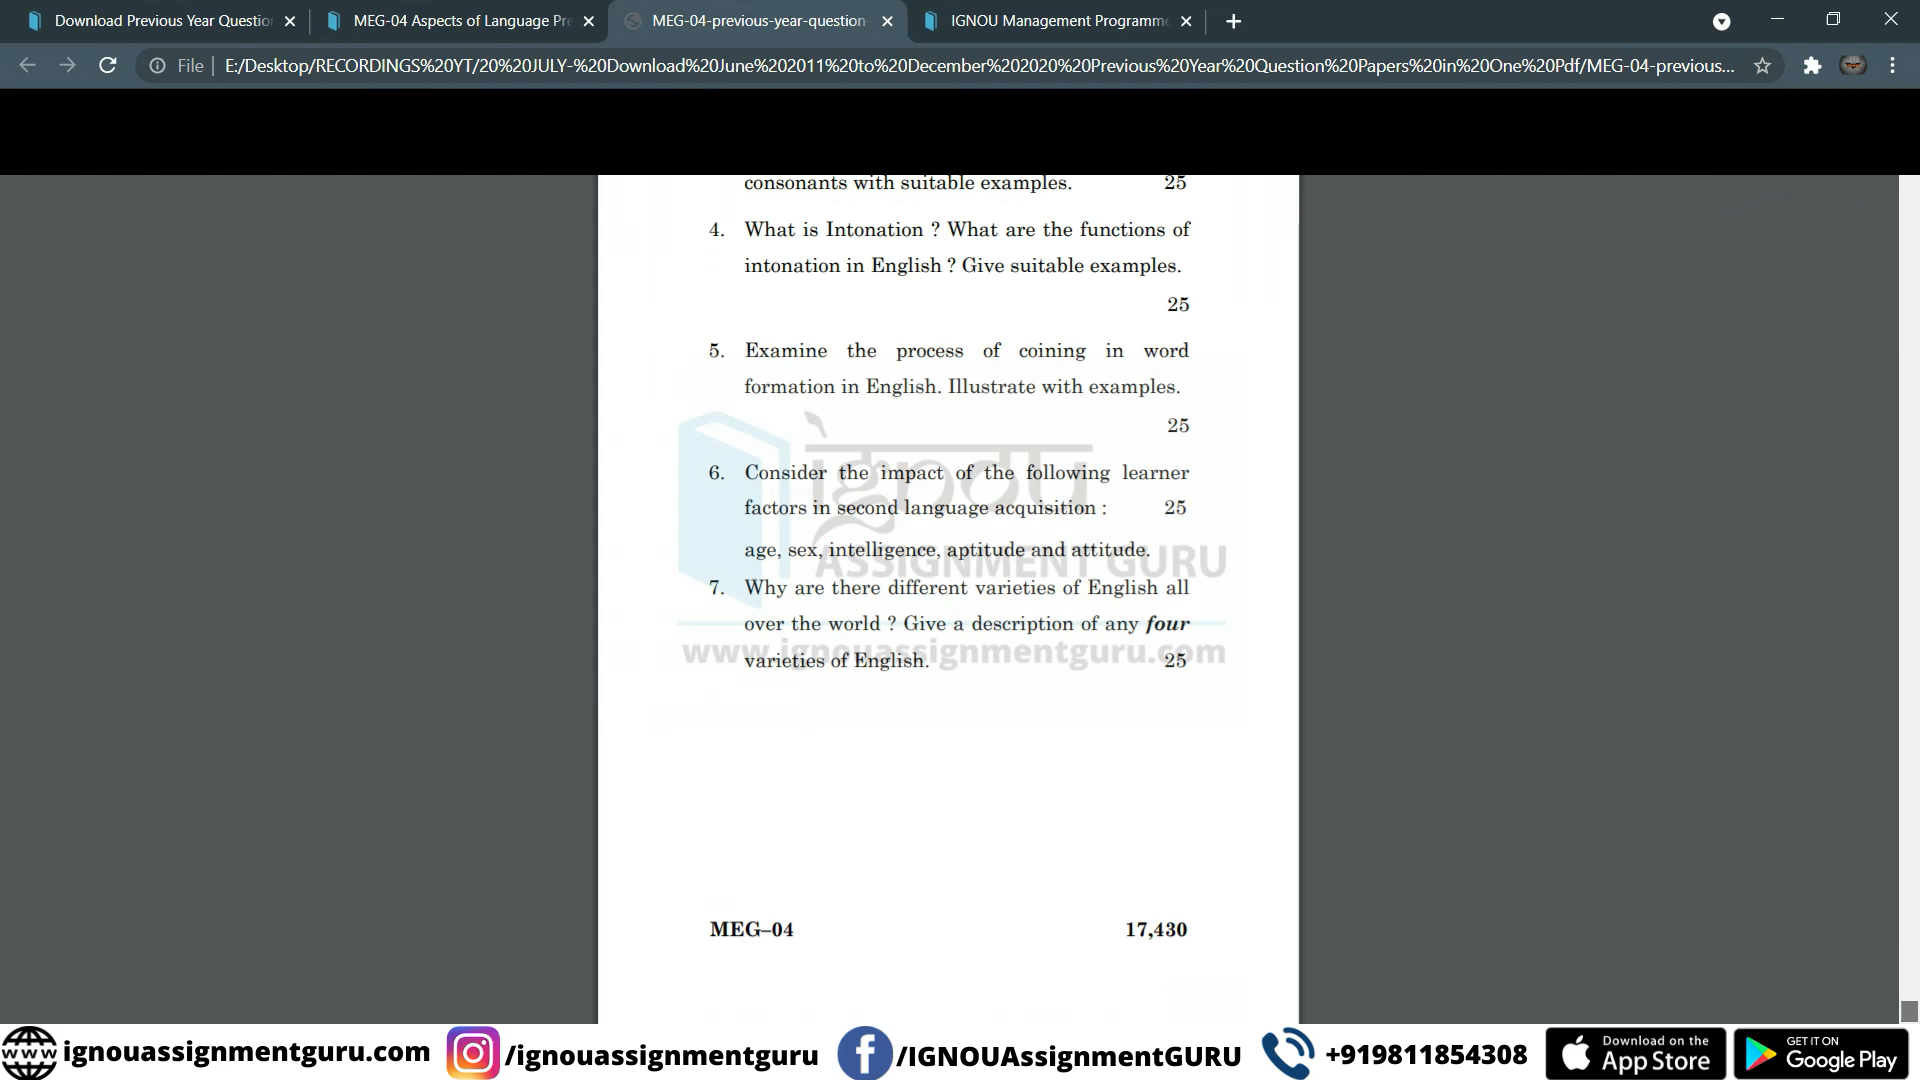 Download Previous Year Questio
MEG-04 Aspects of Language Pre
MEG-04-previous-year-question-
IGNOU Management Programme
File
E:/Desktop/RECORDINGS%20YT/20%20JULY-%20Download%20June%202011%20to%20December%202020%20Previous%20Year%20Question%20Papers%20in%20One%20Pdf/MEG-04-previous...
consonants with suitable examples. 25
4. What is Intonation ? What are the functions of
intonation in English ? Give suitable examples.
25
5. Examine the process of coining in word
formation in English. Illustrate with examples.
25
6. Consider the impact of the following learner
factors in second language acquisition : 25
age, sex, intelligence, aptitude and attitude.
7. Why are there different varieties of English all
over the world ? Give a description of any four
varieties of English. 25
ignou
ASSIGNMENT GURU
www.ignouassignmentguru.com
MEG–04 17,430
www ignouassignmentguru.com
/ignouassignmentguru
/IGNOUAssignmentGURU
+919811854308
Download on the
App Store
GET IT ON
Google Play